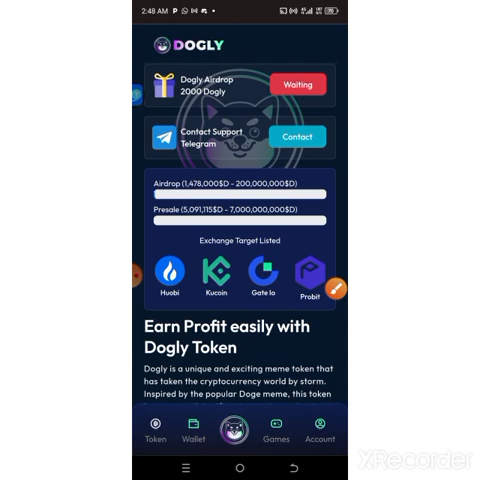 2:48 AM
DOGLY
Dogly Airdrop
2000 Dogly
Waiting
Contact Support
Telegram
Contact
Airdrop (1,478,000$D - 200,000,000$D)
Presale (5,091,115$D - 7,000,000,000$D)
Exchange Target Listed
Huobi
Kucoin
Gate Io
Probit
Earn Profit easily with
Dogly Token
Dogly is a unique and exciting meme token that
has taken the cryptocurrency world by storm.
Inspired by the popular Doge meme, this token
Token
Wallet
Games
Account
XRecorder